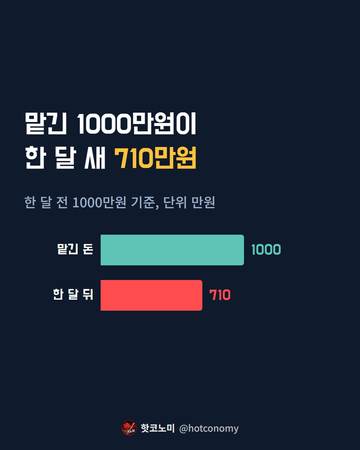 맡긴 1000만원이
한 달 새 710만원
한 달 전 1000만원 기준, 단위 만원
맡긴 돈 1000
한 달 뒤 710
핫코노미 @hotconomy